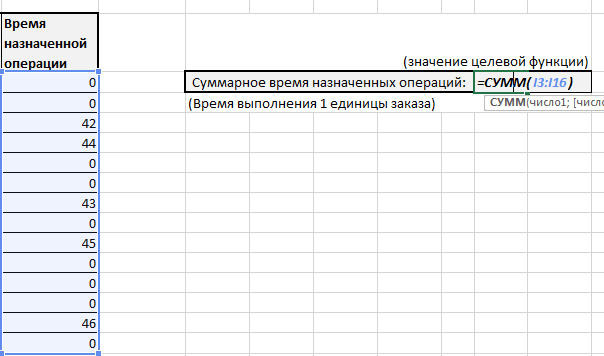 Время
назначенной
операции
(значение целевой функции)
0 Суммарное время назначенных операций: =СУММ(I3:I16)
0 (Время выполнения 1 единицы заказа) СУММ(число1; [число
42
44
0
0
43
0
45
0
0
0
46
0